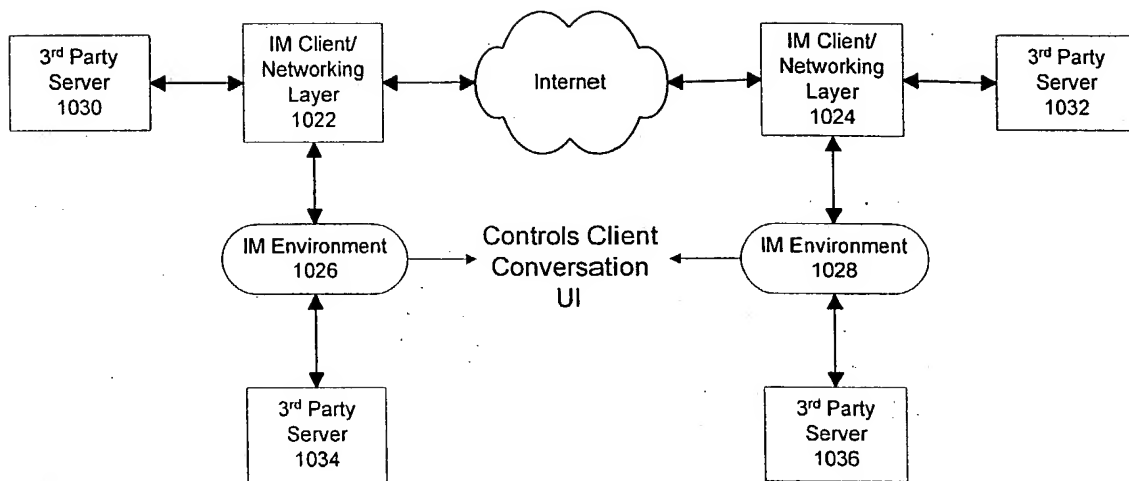 3rd Party
Server
1030
IM Client/
Networking
Layer
1022
Internet
IM Client/
Networking
Layer
1024
3rd Party
Server
1032
IM Environment
1026
Controls Client
Conversation
UI
IM Environment
1028
3rd Party
Server
1034
3rd Party
Server
1036